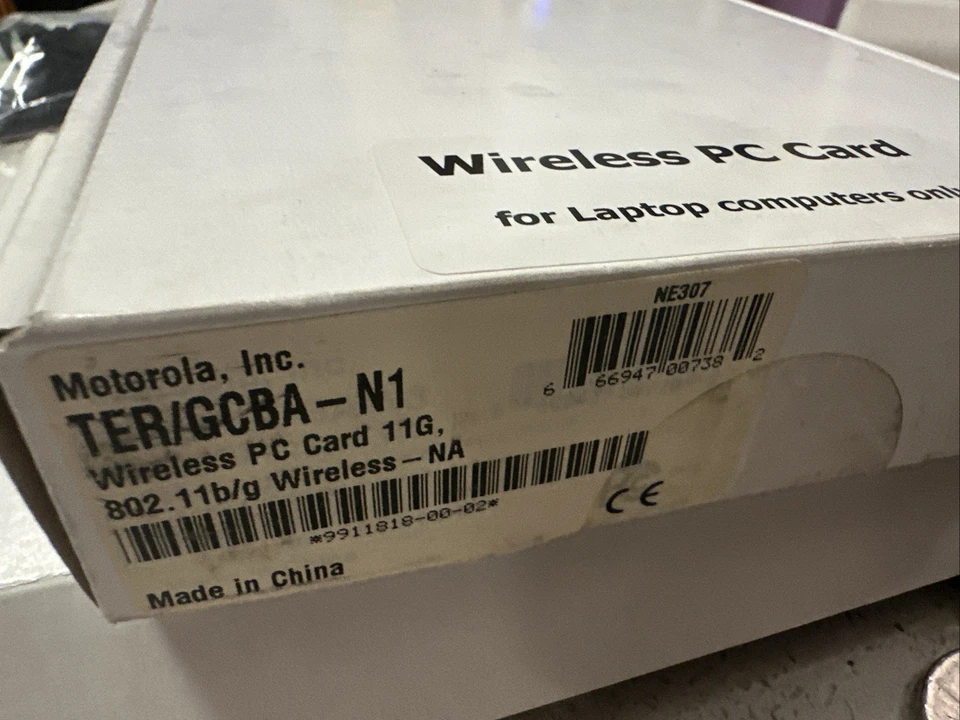 Wireless PC Card
for Laptop computers only
NE307
6 66947 00738 2
Motorola, Inc.
TER/GCBA-N1
Wireless PC Card 11G,
802.11b/g Wireless-NA
*9911818-00-02*
CE
Made in China